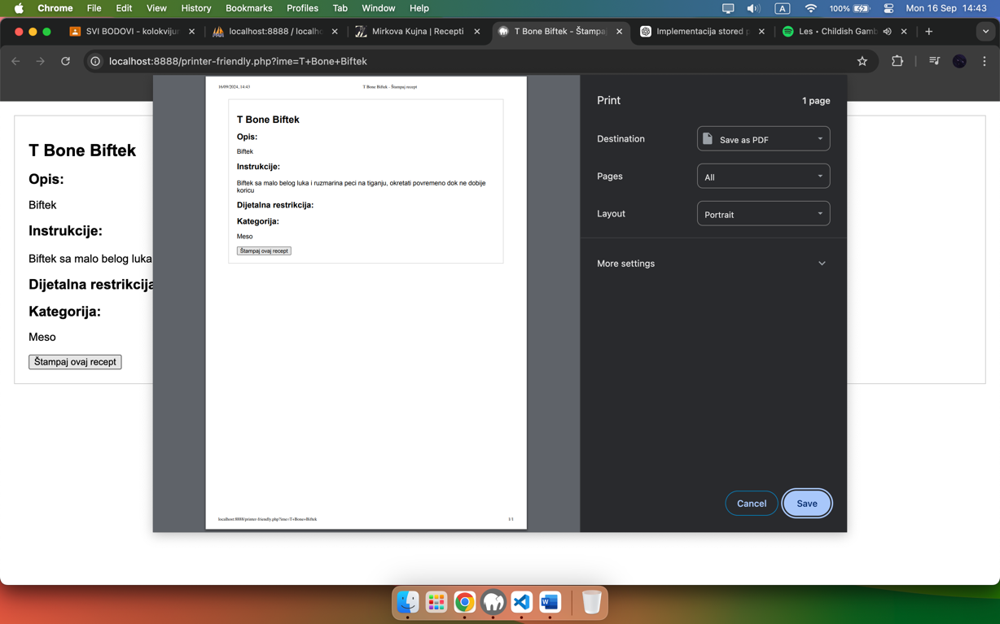 Chrome File Edit View History Bookmarks Profiles Tab Window Help
A 100% Mon 16 Sep 14:43
SVI BODOVI - kolokvijun
localhost:8888 / localho
Mirkova Kujna | Recepti
T Bone Biftek – Štampaj
Implementacija stored p
Les • Childish Gamb
localhost:8888/printer-friendly.php?ime=T+Bone+Biftek
T Bone Biftek
Opis:
Biftek
Instrukcije:
Biftek sa malo belog luka
Dijetalna restrikcija
Kategorija:
Meso
Štampaj ovaj recept
16/09/2024, 14:43
T Bone Biftek - Štampaj recept
T Bone Biftek
Opis:
Biftek
Instrukcije:
Biftek sa malo belog luka i ruzmarina peci na tiganju, okretati povremeno dok ne dobije
koricu
Dijetalna restrikcija:
Kategorija:
Meso
Štampaj ovaj recept
localhost:8888/printer-friendly.php?ime=T+Bone+Biftek
1/1
Print
1 page
Destination
Save as PDF
Pages
All
Layout
Portrait
More settings
Cancel
Save
W